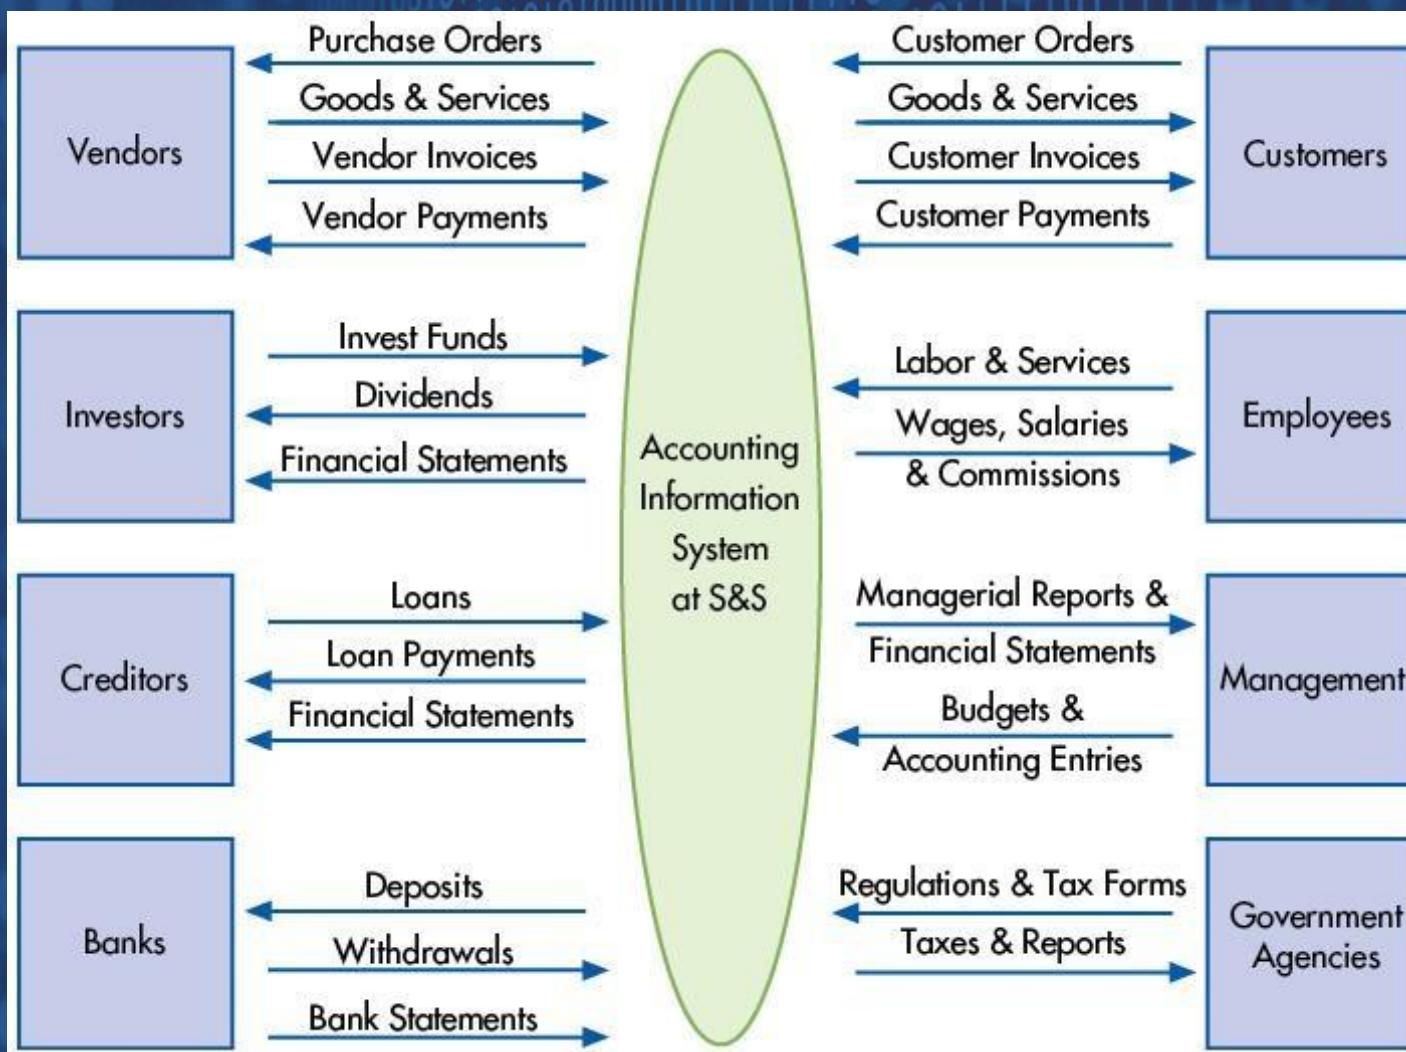 Vendors
Purchase Orders
Goods & Services
Vendor Invoices
Vendor Payments
Investors
Invest Funds
Dividends
Financial Statements
Creditors
Loans
Loan Payments
Financial Statements
Banks
Deposits
Withdrawals
Bank Statements
Accounting
Information
System
at S&S
Customer Orders
Goods & Services
Customer Invoices
Customer Payments
Customers
Labor & Services
Wages, Salaries
& Commissions
Employees
Managerial Reports &
Financial Statements
Budgets &
Accounting Entries
Management
Regulations & Tax Forms
Taxes & Reports
Government
Agencies